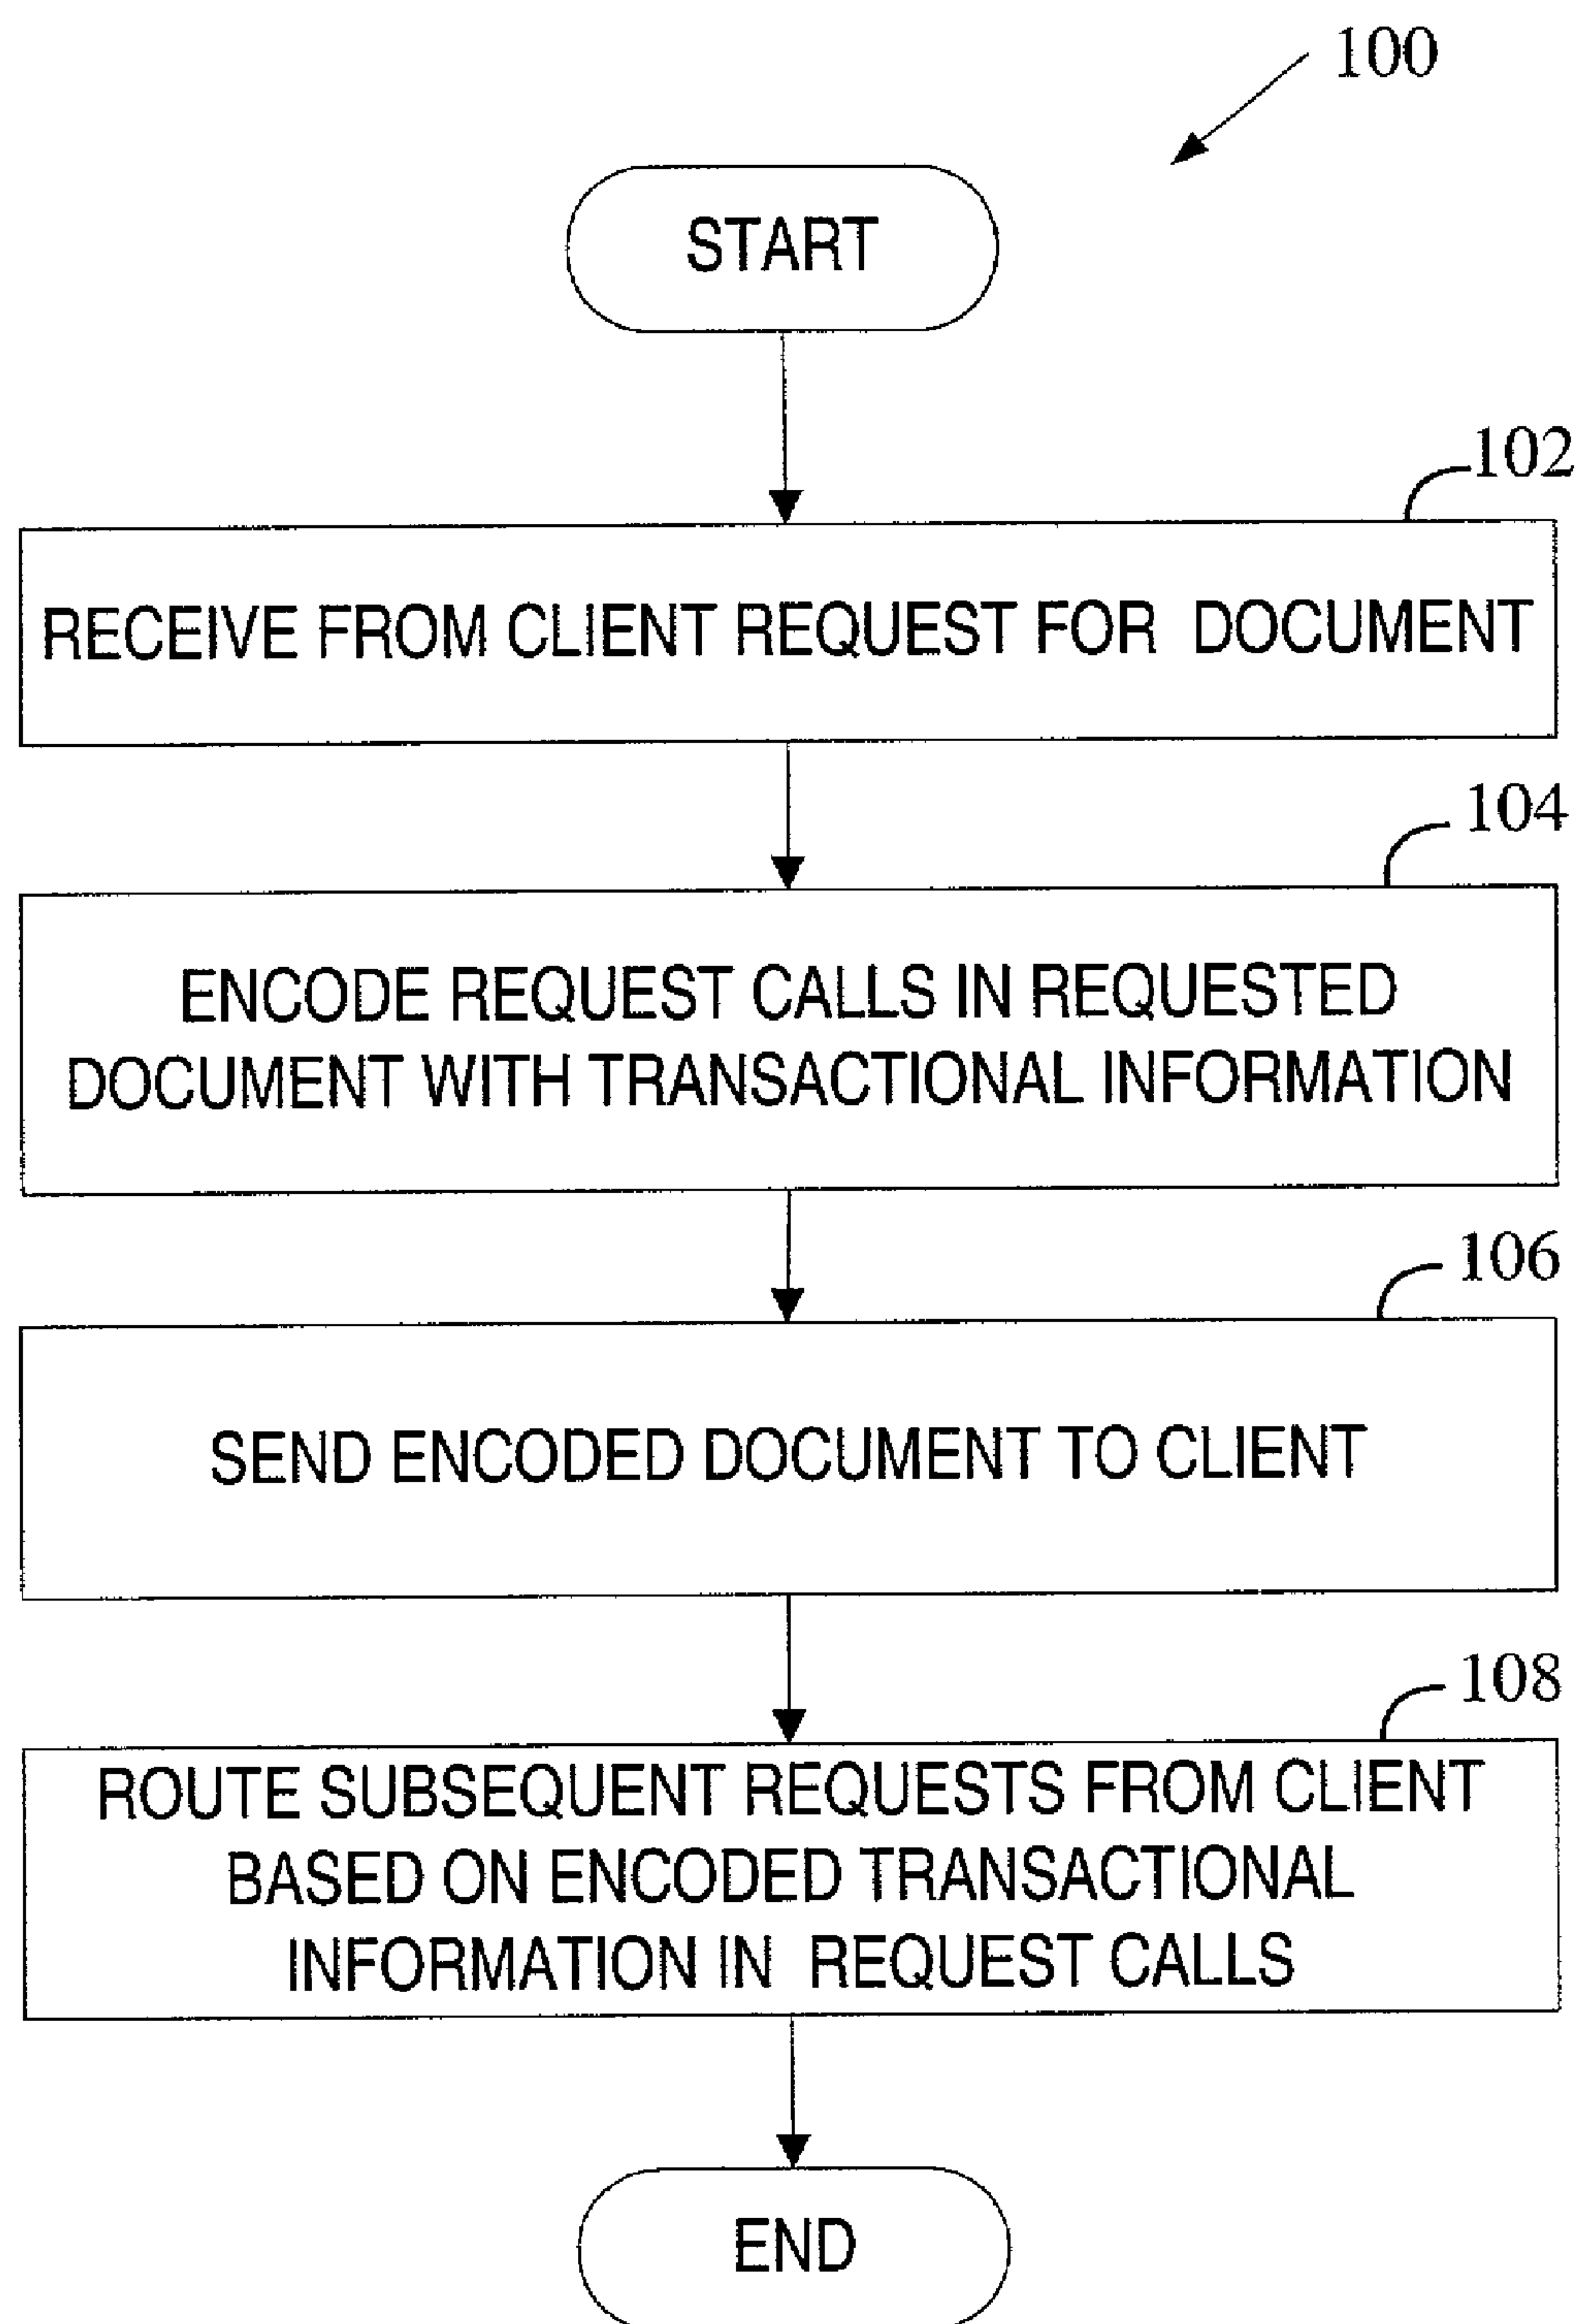 100
START
102
RECEIVE FROM CLIENT REQUEST FOR DOCUMENT
104
ENCODE REQUEST CALLS IN REQUESTED
DOCUMENT WITH TRANSACTIONAL INFORMATION
106
SEND ENCODED DOCUMENT TO CLIENT
108
ROUTE SUBSEQUENT REQUESTS FROM CLIENT
BASED ON ENCODED TRANSACTIONAL
INFORMATION IN REQUEST CALLS
END